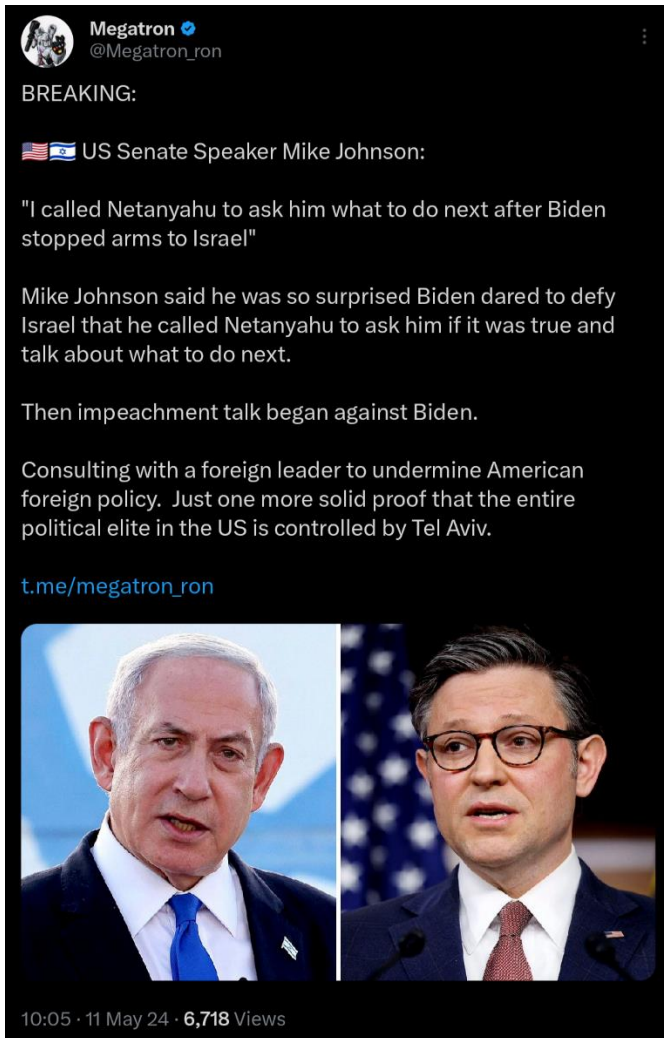 Megatron
@Megatron_ron
BREAKING:
🇺🇸🇮🇱 US Senate Speaker Mike Johnson:
"I called Netanyahu to ask him what to do next after Biden
stopped arms to Israel"
Mike Johnson said he was so surprised Biden dared to defy
Israel that he called Netanyahu to ask him if it was true and
talk about what to do next.
Then impeachment talk began against Biden.
Consulting with a foreign leader to undermine American
foreign policy.  Just one more solid proof that the entire
political elite in the US is controlled by Tel Aviv.
t.me/megatron_ron
10:05 · 11 May 24 · 6,718 Views